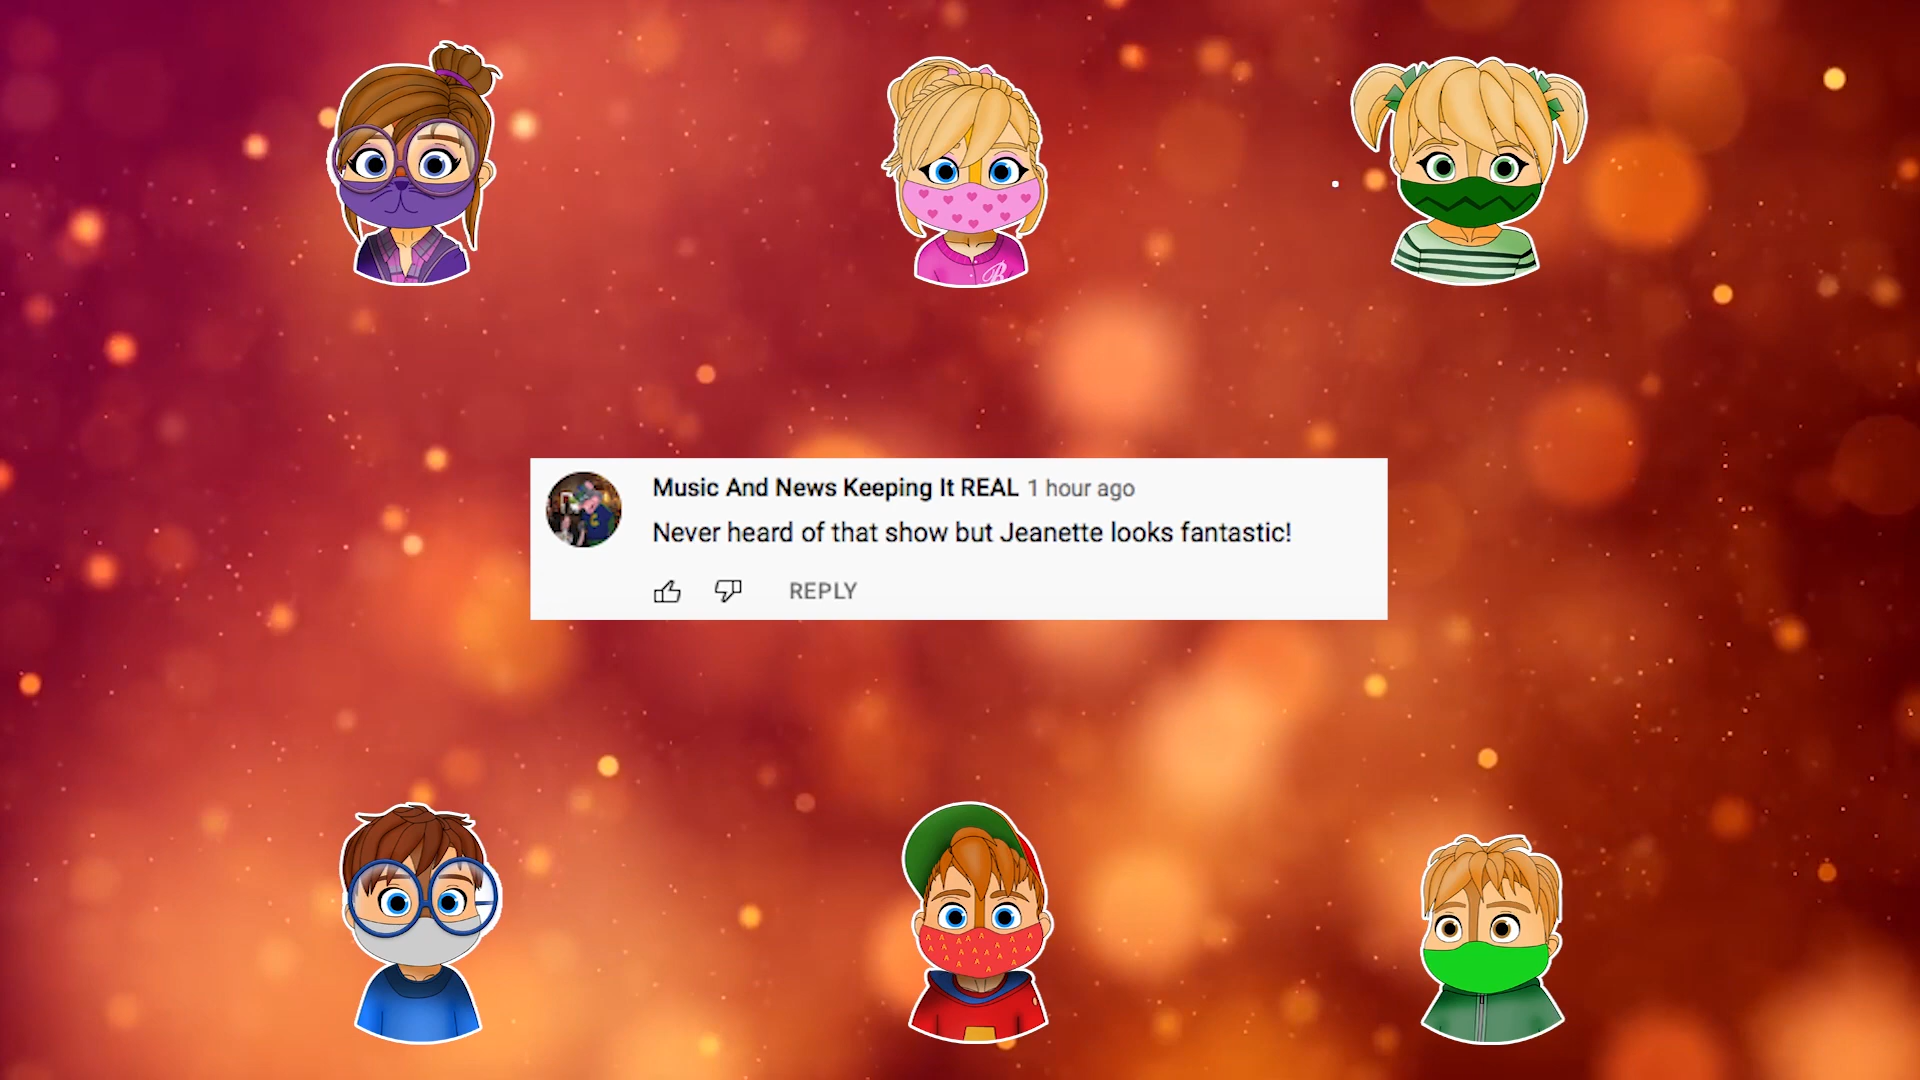 B
Music And News Keeping It REAL 1 hour ago
Never heard of that show but Jeanette looks fantastic!
REPLY